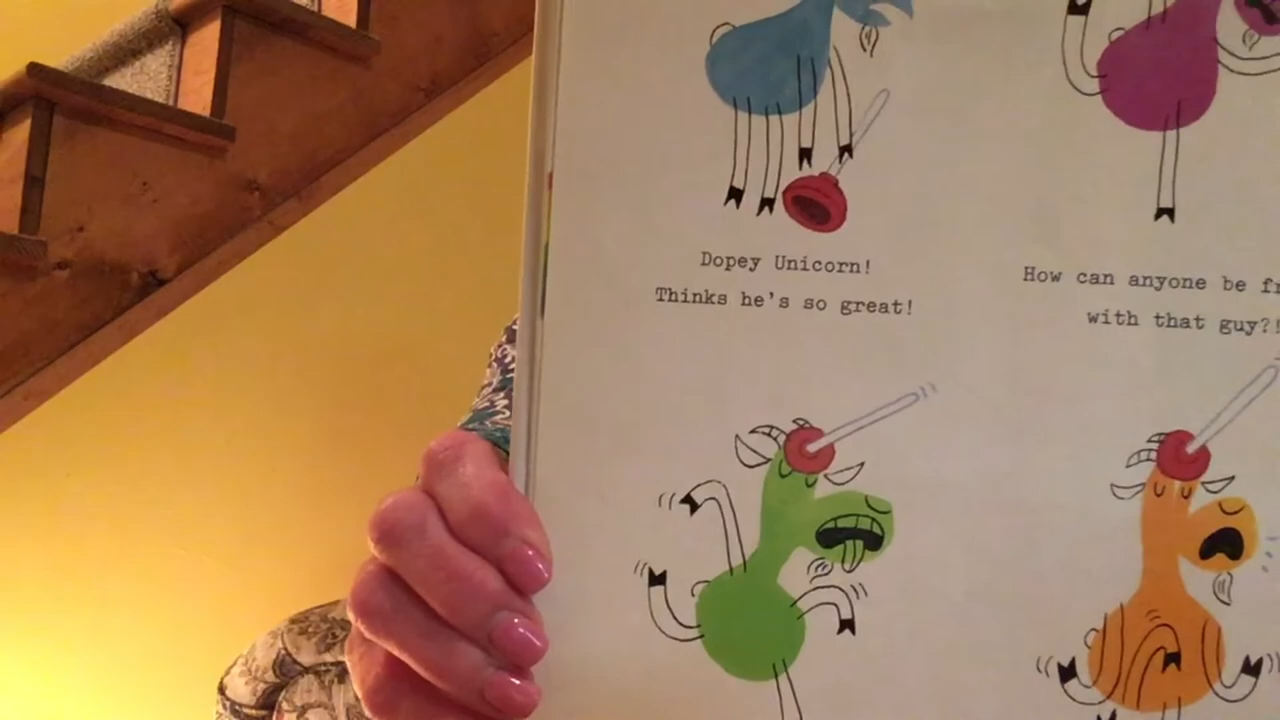 Dopey Unicorn!
Thinks he's so great!
How can anyone be
with that guy?!